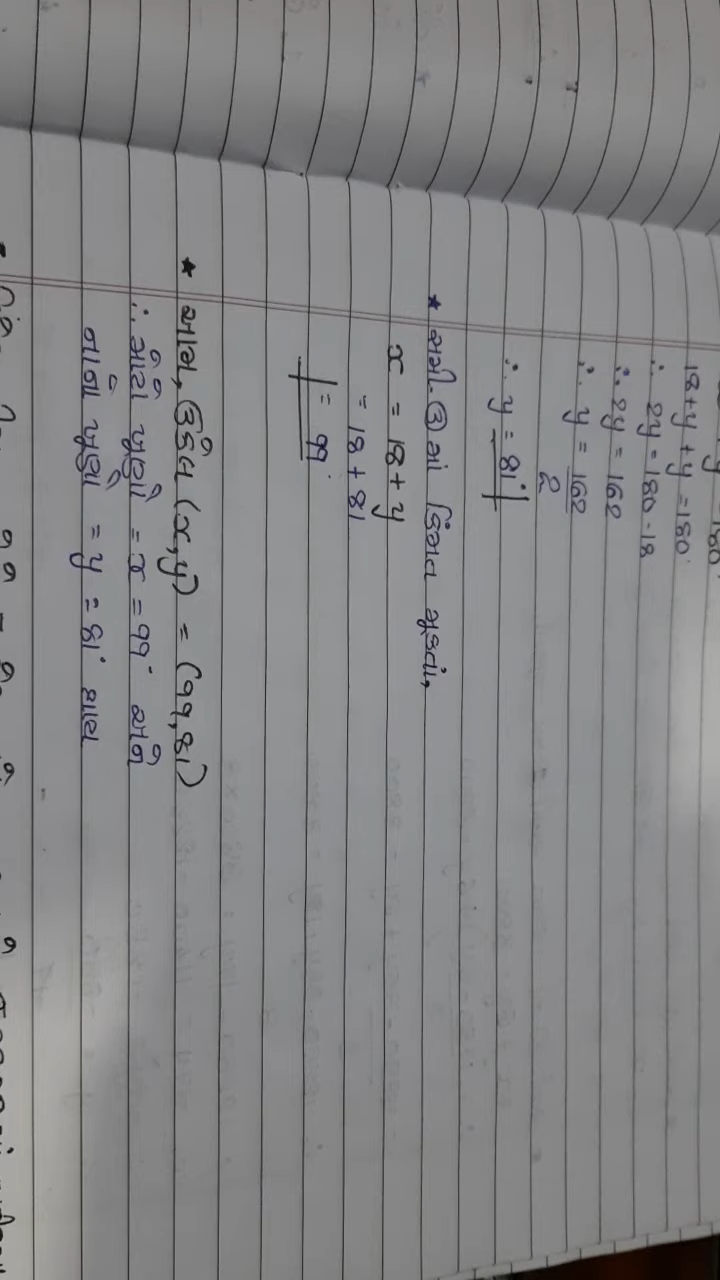 18+y+y = 180°
∴ 2y = 180-18
∴ 2y = 162
∴ y = 162/2
∴ y = 81°
* સમી. ③ માં કિંમત મૂકતાં,
x = 18+y
= 18 + 81
= 99°
* આમ, ઉકેલ (x,y) = (99,81)
∴ મોટો ખૂણો = x = 99° અને
નાનો ખૂણો = y = 81° થાય